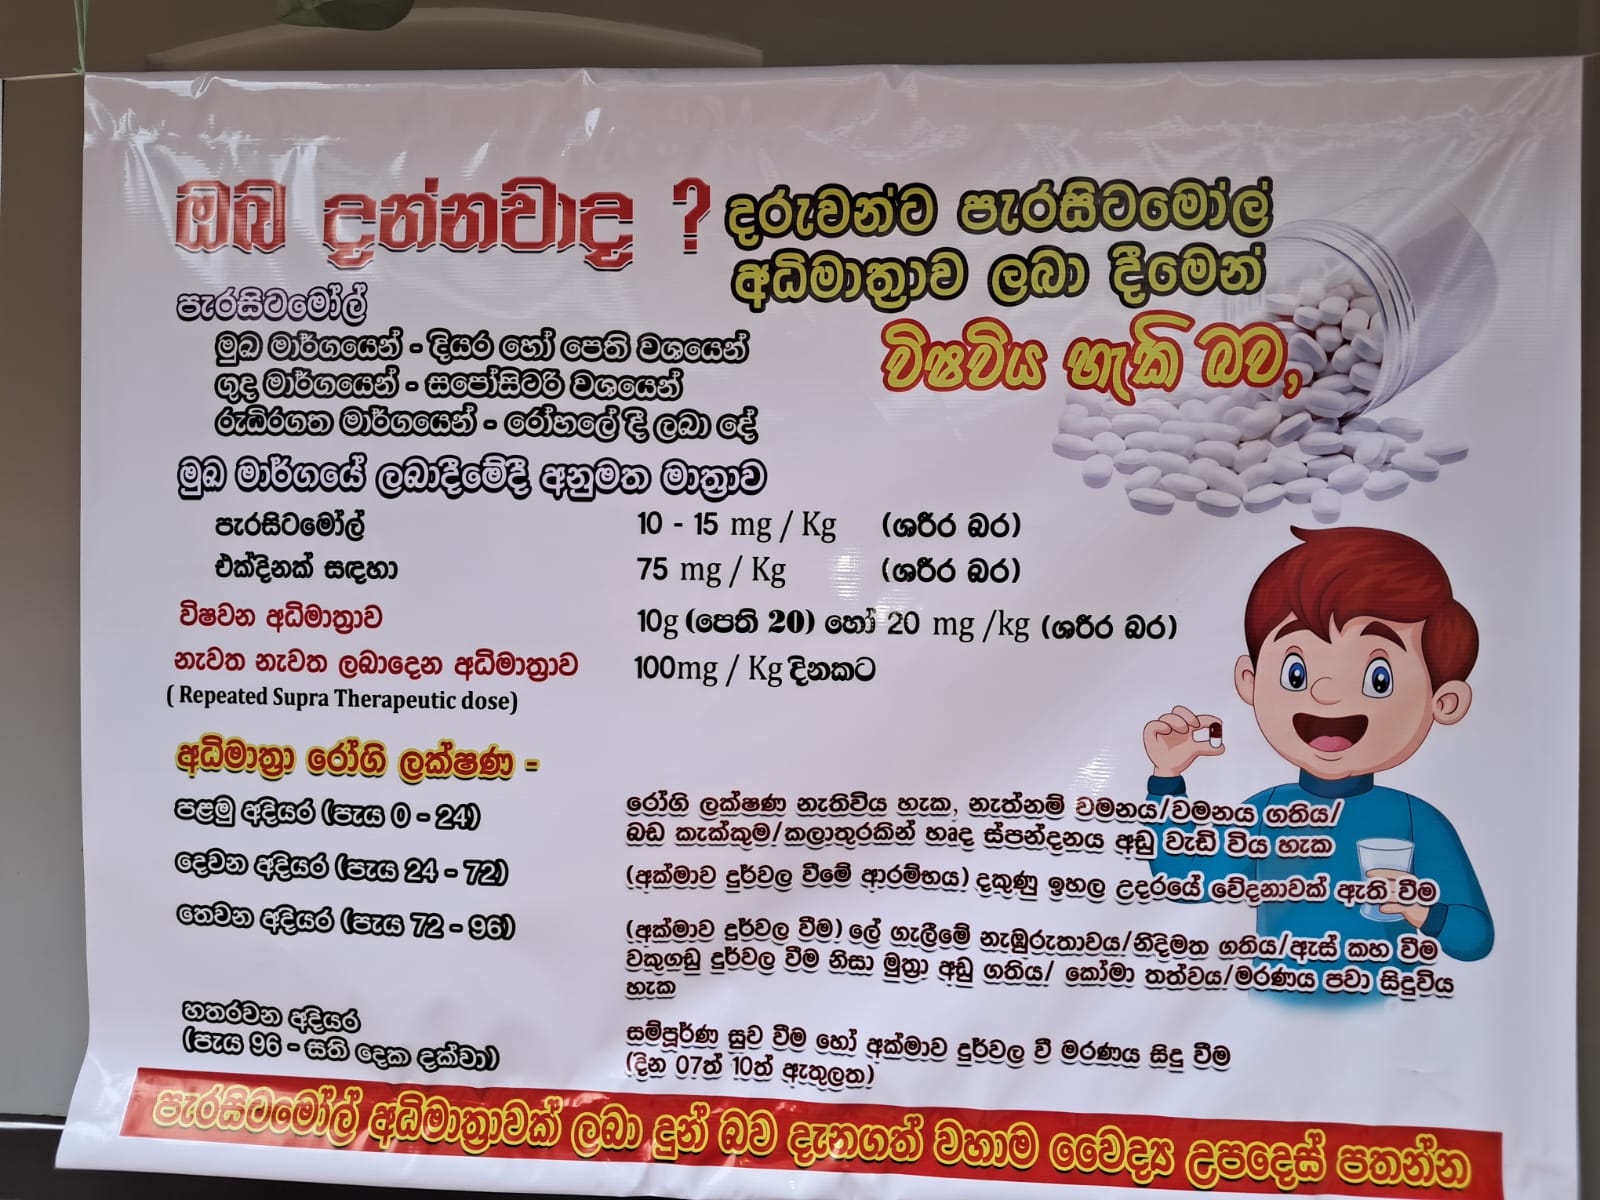 ඔබ දන්නවාද ?
දරුවන්ට පැරසිටමෝල්
අධිමාත්‍රාව ලබා දීමෙන්
විෂවිය හැකි බව,
පැරසිටමෝල්
මුඛ මාර්ගයෙන් - දියර හෝ පෙති වශයෙන්
ගුද මාර්ගයෙන් - සපෝසිටරි වශයෙන්
රුධිරගත මාර්ගයෙන් - රෝහලේ දී ලබා දේ
මුඛ මාර්ගයේ ලබාදීමේදී අනුමත මාත්‍රාව
පැරසිටමෝල් 10 - 15 mg / Kg (ශරීර බර)
එක්දිනක් සඳහා 75 mg / Kg (ශරීර බර)
විෂවන අධිමාත්‍රාව 10g (පෙති 20) හෝ 20 mg /kg (ශරීර බර)
නැවත නැවත ලබාදෙන අධිමාත්‍රාව 100mg / Kg දිනකට
( Repeated Supra Therapeutic dose)
අධිමාත්‍රා රෝගි ලක්ෂණ -
පළමු අදියර (පැය 0 - 24)
රෝගි ලක්ෂණ නැතිවිය හැක, නැත්නම් වමනය/වමනය ගතිය/
බඩ කැක්කුම/කලාතුරකින් හෘද ස්පන්දනය අඩු වැඩි විය හැක
දෙවන අදියර (පැය 24 - 72)
(අක්මාව දුර්වල වීමේ ආරම්භය) දකුණු ඉහල උදරයේ වේදනාවක් ඇති වීම
තෙවන අදියර (පැය 72 - 96)
(අක්මාව දුර්වල වීම) ලේ ගැලීමේ නැඹුරුතාවය/නිදිමත ගතිය/ඇස් කහ වීම
වකුගඩු දුර්වල වීම නිසා මුත්‍රා අඩු ගතිය/ කෝමා තත්වය/මරණය පවා සිදුවිය
හැක
හතරවන අදියර
(පැය 96 - සති දෙක දක්වා)
සම්පූර්ණ සුව වීම හෝ අක්මාව දුර්වල වී මරණය සිදු වීම
(දින 07ත් 10ත් ඇතුලත)
පැරසිටමෝල් අධිමාත්‍රාවක් ලබා දුන් බව දැනගත් වහාම වෛද්‍ය උපදෙස් පතන්න